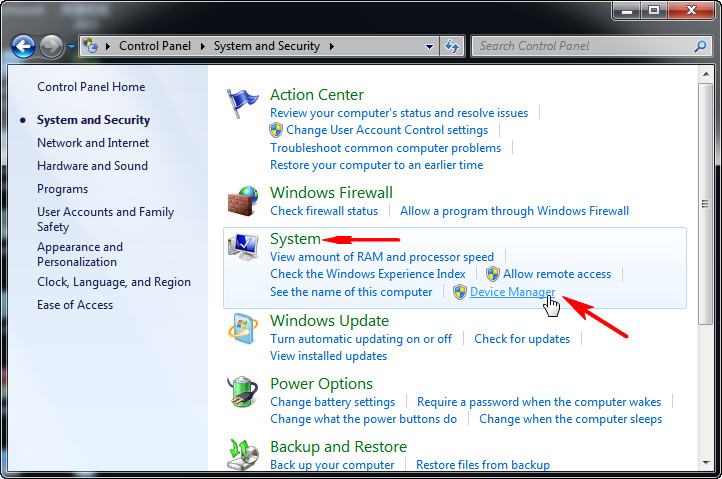 Control Panel ▸ System and Security ▸
Search Control Panel
Control Panel Home
System and Security
Network and Internet
Hardware and Sound
Programs
User Accounts and Family
Safety
Appearance and
Personalization
Clock, Language, and Region
Ease of Access
Action Center
Review your computer's status and resolve issues
Change User Account Control settings
Troubleshoot common computer problems
Restore your computer to an earlier time
Windows Firewall
Check firewall status | Allow a program through Windows Firewall
System
View amount of RAM and processor speed
Check the Windows Experience Index | Allow remote access
See the name of this computer | Device Manager
Windows Update
Turn automatic updating on or off | Check for updates
View installed updates
Power Options
Change battery settings | Require a password when the computer wakes
Change what the power buttons do | Change when the computer sleeps
Backup and Restore
Back up your computer | Restore files from backup